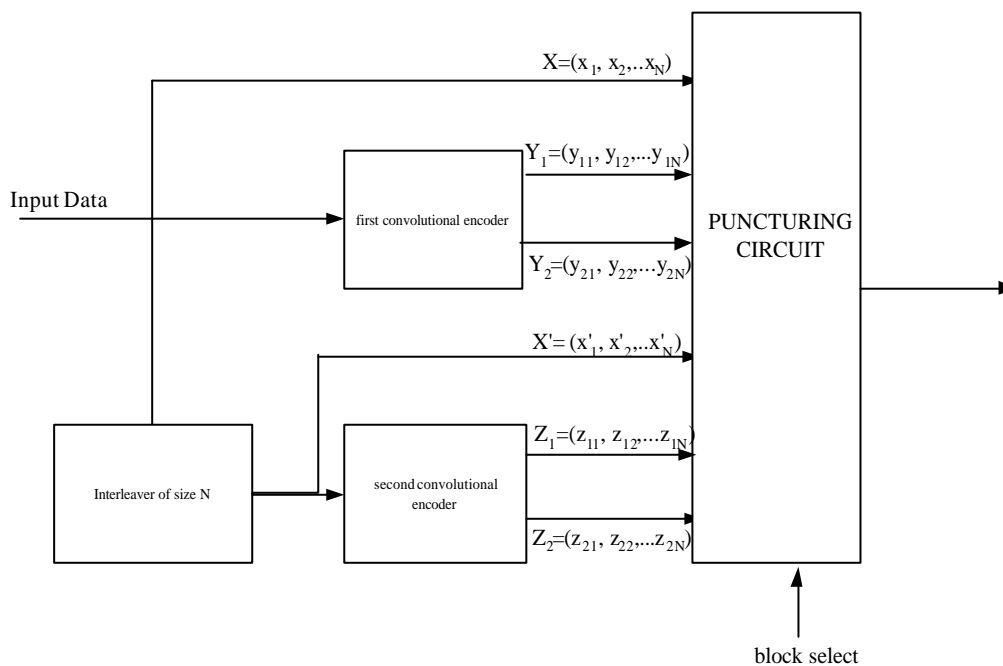 X=(x1, x2,..xN)
Y1=(y11, y12,...y1N)
Input Data
first convolutional encoder
PUNCTURING
CIRCUIT
Y2=(y21, y22,...y2N)
X'= (x'1, x'2,..x'N)
Z1=(z11, z12,...z1N)
Interleaver of size N
second convolutional
encoder
Z2=(z21, z22,...z2N)
block select